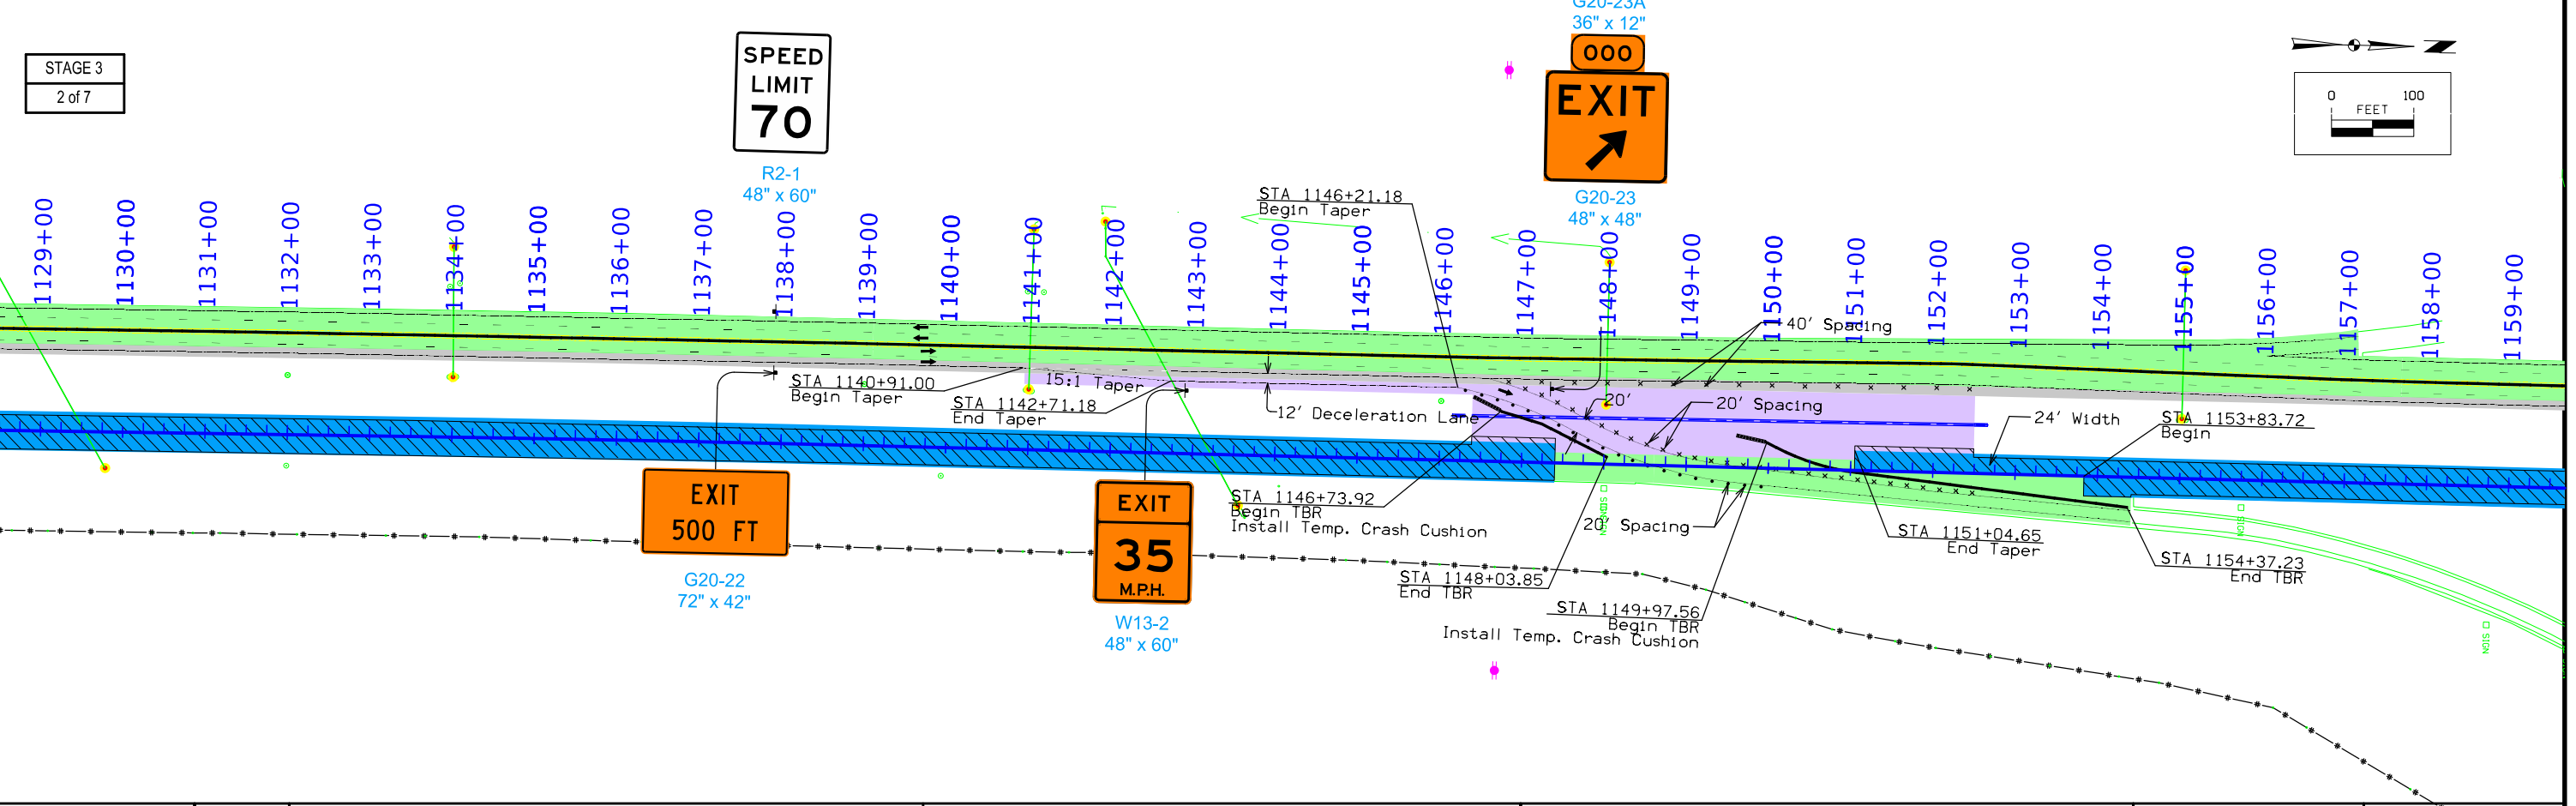 G20-23A
36" x 12"
STAGE 3
2 of 7
SPEED
LIMIT
70
R2-1
48" x 60"
000
EXIT
G20-23
48" x 48"
0 100
FEET
STA 1146+21.18
Begin Taper
1129+00
1130+00
1131+00
1132+00
1133+00
1134+00
1135+00
1136+00
1137+00
1138+00
1139+00
1140+00
1141+00
1142+00
1143+00
1144+00
1145+00
1146+00
1147+00
1148+00
1149+00
1150+00
1151+00
1152+00
1153+00
1154+00
1155+00
1156+00
1157+00
1158+00
1159+00
40' Spacing
STA 1140+91.00
Begin Taper
15:1 Taper
STA 1142+71.18
End Taper
12' Deceleration Lane
20'
20' Spacing
24' Width
STA 1153+83.72
Begin
EXIT
500 FT
G20-22
72" x 42"
EXIT
35
M.P.H.
W13-2
48" x 60"
STA 1146+73.92
Begin TBR
Install Temp. Crash Cushion
20' Spacing
STA 1148+03.85
End TBR
STA 1149+97.56
Begin TBR
Install Temp. Crash Cushion
STA 1151+04.65
End Taper
STA 1154+37.23
End TBR
SIGN
SIGN